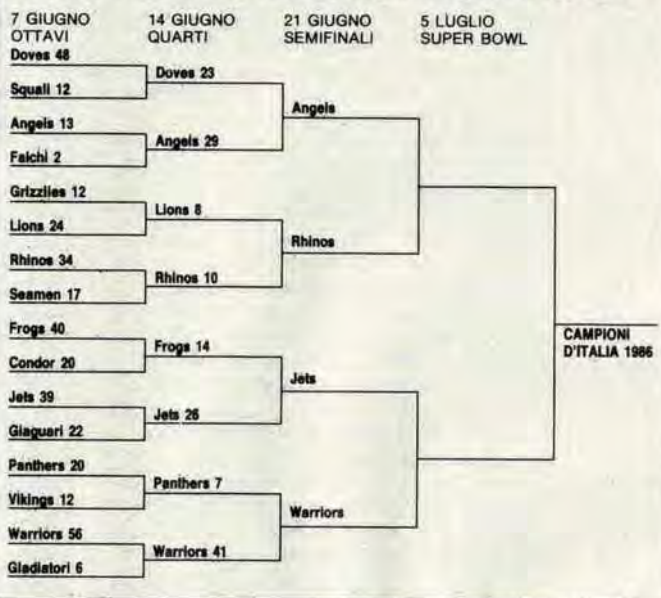 7 GIUGNO
OTTAVI
14 GIUGNO
QUARTI
21 GIUGNO
SEMIFINALI
5 LUGLIO
SUPER BOWL
Doves 48
Squali 12
Angels 13
Falchi 2
Grizzlies 12
Lions 24
Rhinos 34
Seamen 17
Frogs 40
Condor 20
Jets 39
Giaguari 22
Panthers 20
Vikings 12
Warriors 56
Gladiatori 6
Doves 23
Angels 29
Lions 8
Rhinos 10
Frogs 14
Jets 26
Panthers 7
Warriors 41
Angels
Rhinos
Jets
Warriors
CAMPIONI
D'ITALIA 1986